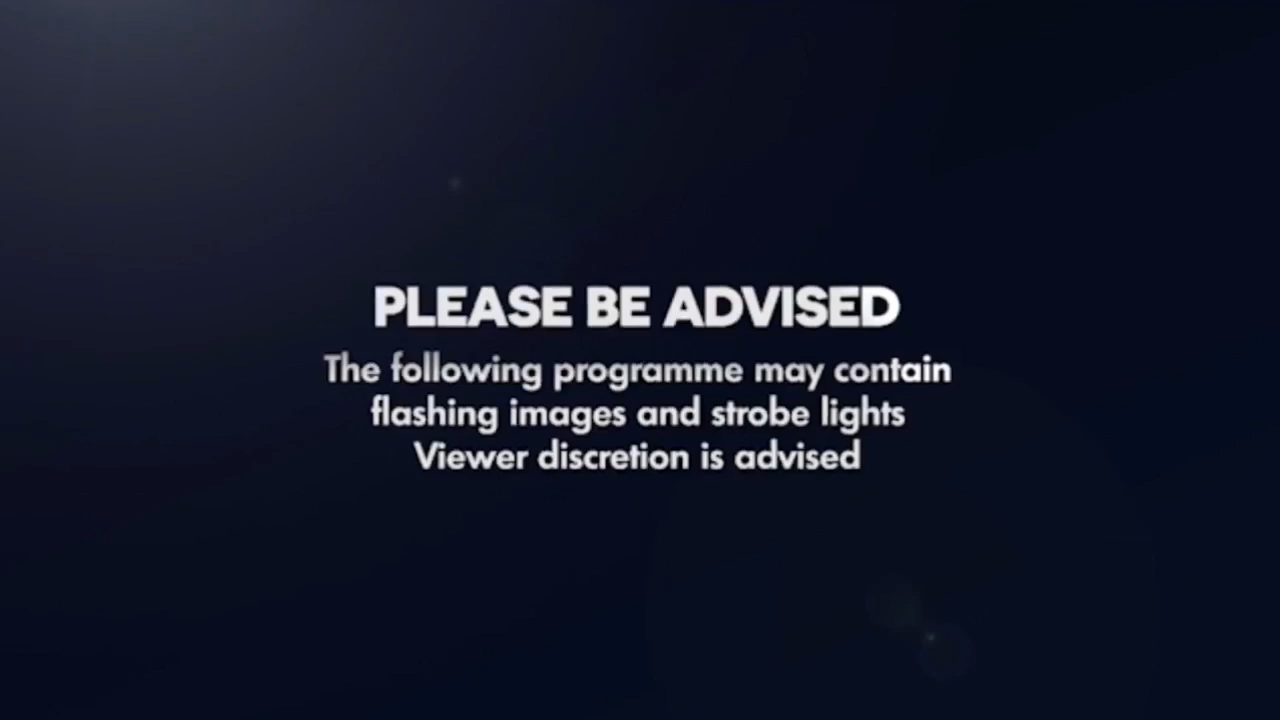 PLEASE BE ADVISED
The following programme may contain
flashing images and strobe lights
Viewer discretion is advised